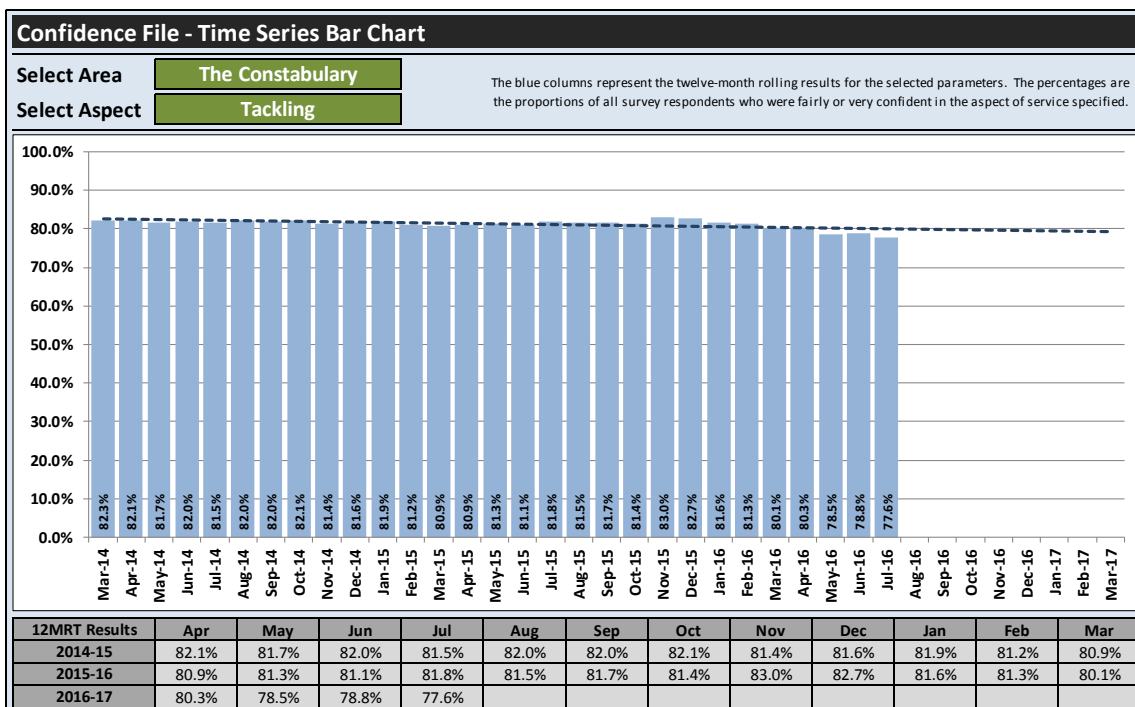 Confidence File - Time Series Bar Chart
Select Area The Constabulary
Select Aspect Tackling
The blue columns represent the twelve-month rolling results for the selected parameters. The percentages are
the proportions of all survey respondents who were fairly or very confident in the aspect of service specified.
100.0%
90.0%
80.0%
70.0%
60.0%
50.0%
40.0%
30.0%
20.0%
10.0%
0.0%
82.3% 82.1% 81.7% 82.0% 81.5% 82.0% 82.0% 82.1% 81.4% 81.6% 81.9% 81.2% 80.9% 80.9% 81.3% 81.1% 81.8% 81.5% 81.7% 81.4% 83.0% 82.7% 81.6% 81.3% 80.1% 80.3% 78.5% 78.8% 77.6%
Mar-14 Apr-14 May-14 Jun-14 Jul-14 Aug-14 Sep-14 Oct-14 Nov-14 Dec-14 Jan-15 Feb-15 Mar-15 Apr-15 May-15 Jun-15 Jul-15 Aug-15 Sep-15 Oct-15 Nov-15 Dec-15 Jan-16 Feb-16 Mar-16 Apr-16 May-16 Jun-16 Jul-16 Aug-16 Sep-16 Oct-16 Nov-16 Dec-16 Jan-17 Feb-17 Mar-17
12MRT Results Apr May Jun Jul Aug Sep Oct Nov Dec Jan Feb Mar
2014-15 82.1% 81.7% 82.0% 81.5% 82.0% 82.0% 82.1% 81.4% 81.6% 81.9% 81.2% 80.9%
2015-16 80.9% 81.3% 81.1% 81.8% 81.5% 81.7% 81.4% 83.0% 82.7% 81.6% 81.3% 80.1%
2016-17 80.3% 78.5% 78.8% 77.6%